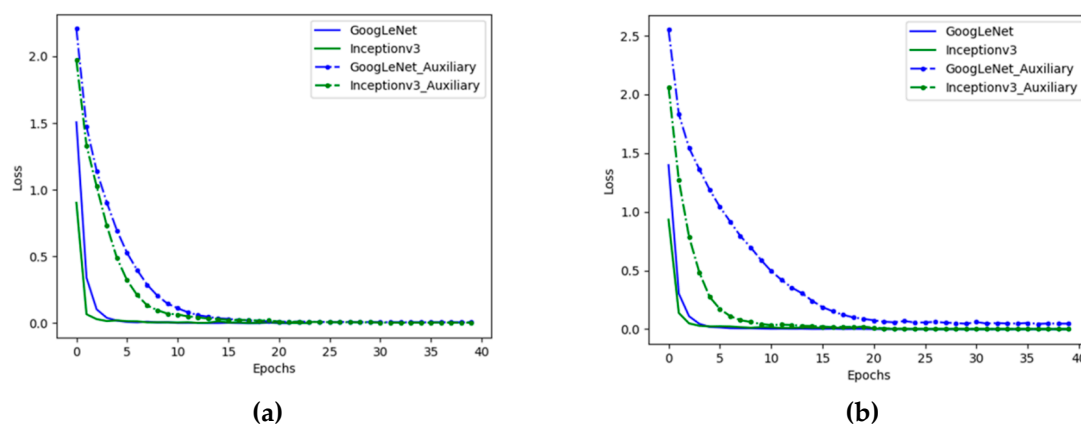 GoogLeNet
Inceptionv3
GoogLeNet_Auxiliary
Inceptionv3_Auxiliary
2.0
1.5
1.0
0.5
0.0
Loss
0 5 10 15 20 25 30 35 40
Epochs
(a)
GoogLeNet
Inceptionv3
GoogLeNet_Auxiliary
Inceptionv3_Auxiliary
2.5
2.0
1.5
1.0
0.5
0.0
Loss
0 5 10 15 20 25 30 35 40
Epochs
(b)